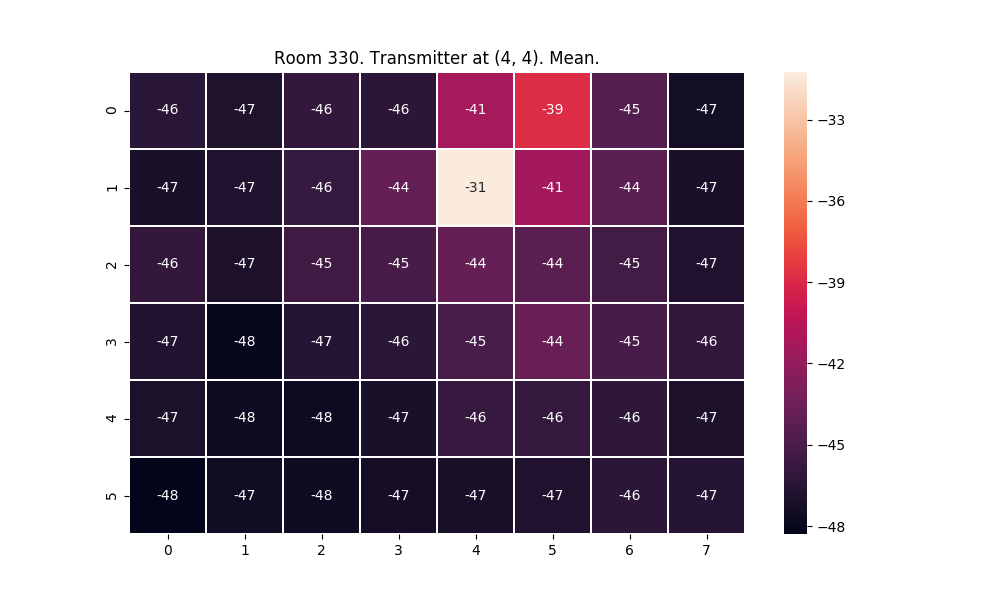 Room 330. Transmitter at (4, 4). Mean.
0 -46 -47 -46 -46 -41 -39 -45 -47
1 -47 -47 -46 -44 -31 -41 -44 -47
2 -46 -47 -45 -45 -44 -44 -45 -47
3 -47 -48 -47 -46 -45 -44 -45 -46
4 -47 -48 -48 -47 -46 -46 -46 -47
5 -48 -47 -48 -47 -47 -47 -46 -47
0 1 2 3 4 5 6 7
−33
−36
−39
−42
−45
−48